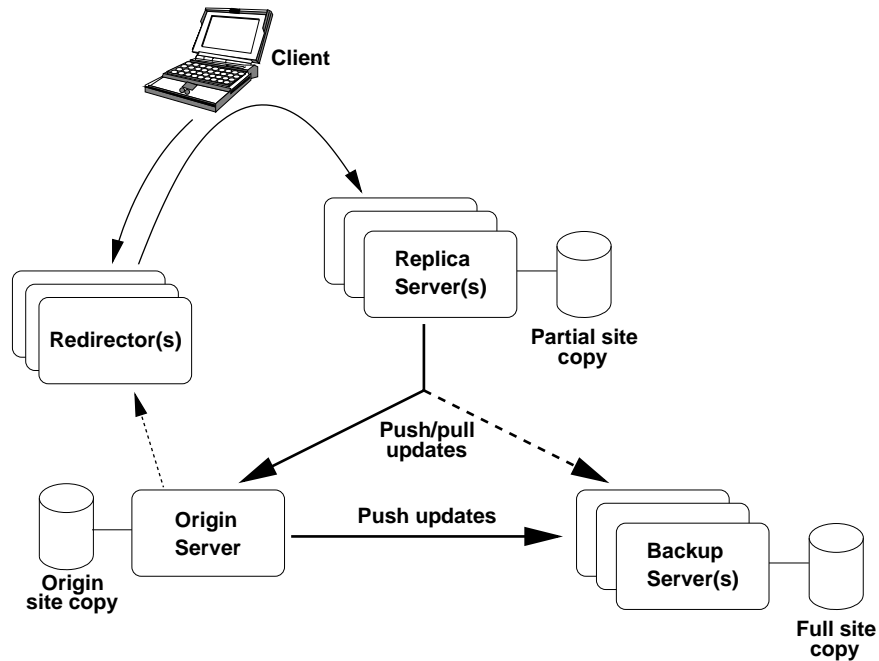 Client
Replica
Server(s)
Redirector(s)
Partial site
copy
Push/pull
updates
Origin
Server
Push updates
Backup
Server(s)
Origin
site copy
Full site
copy